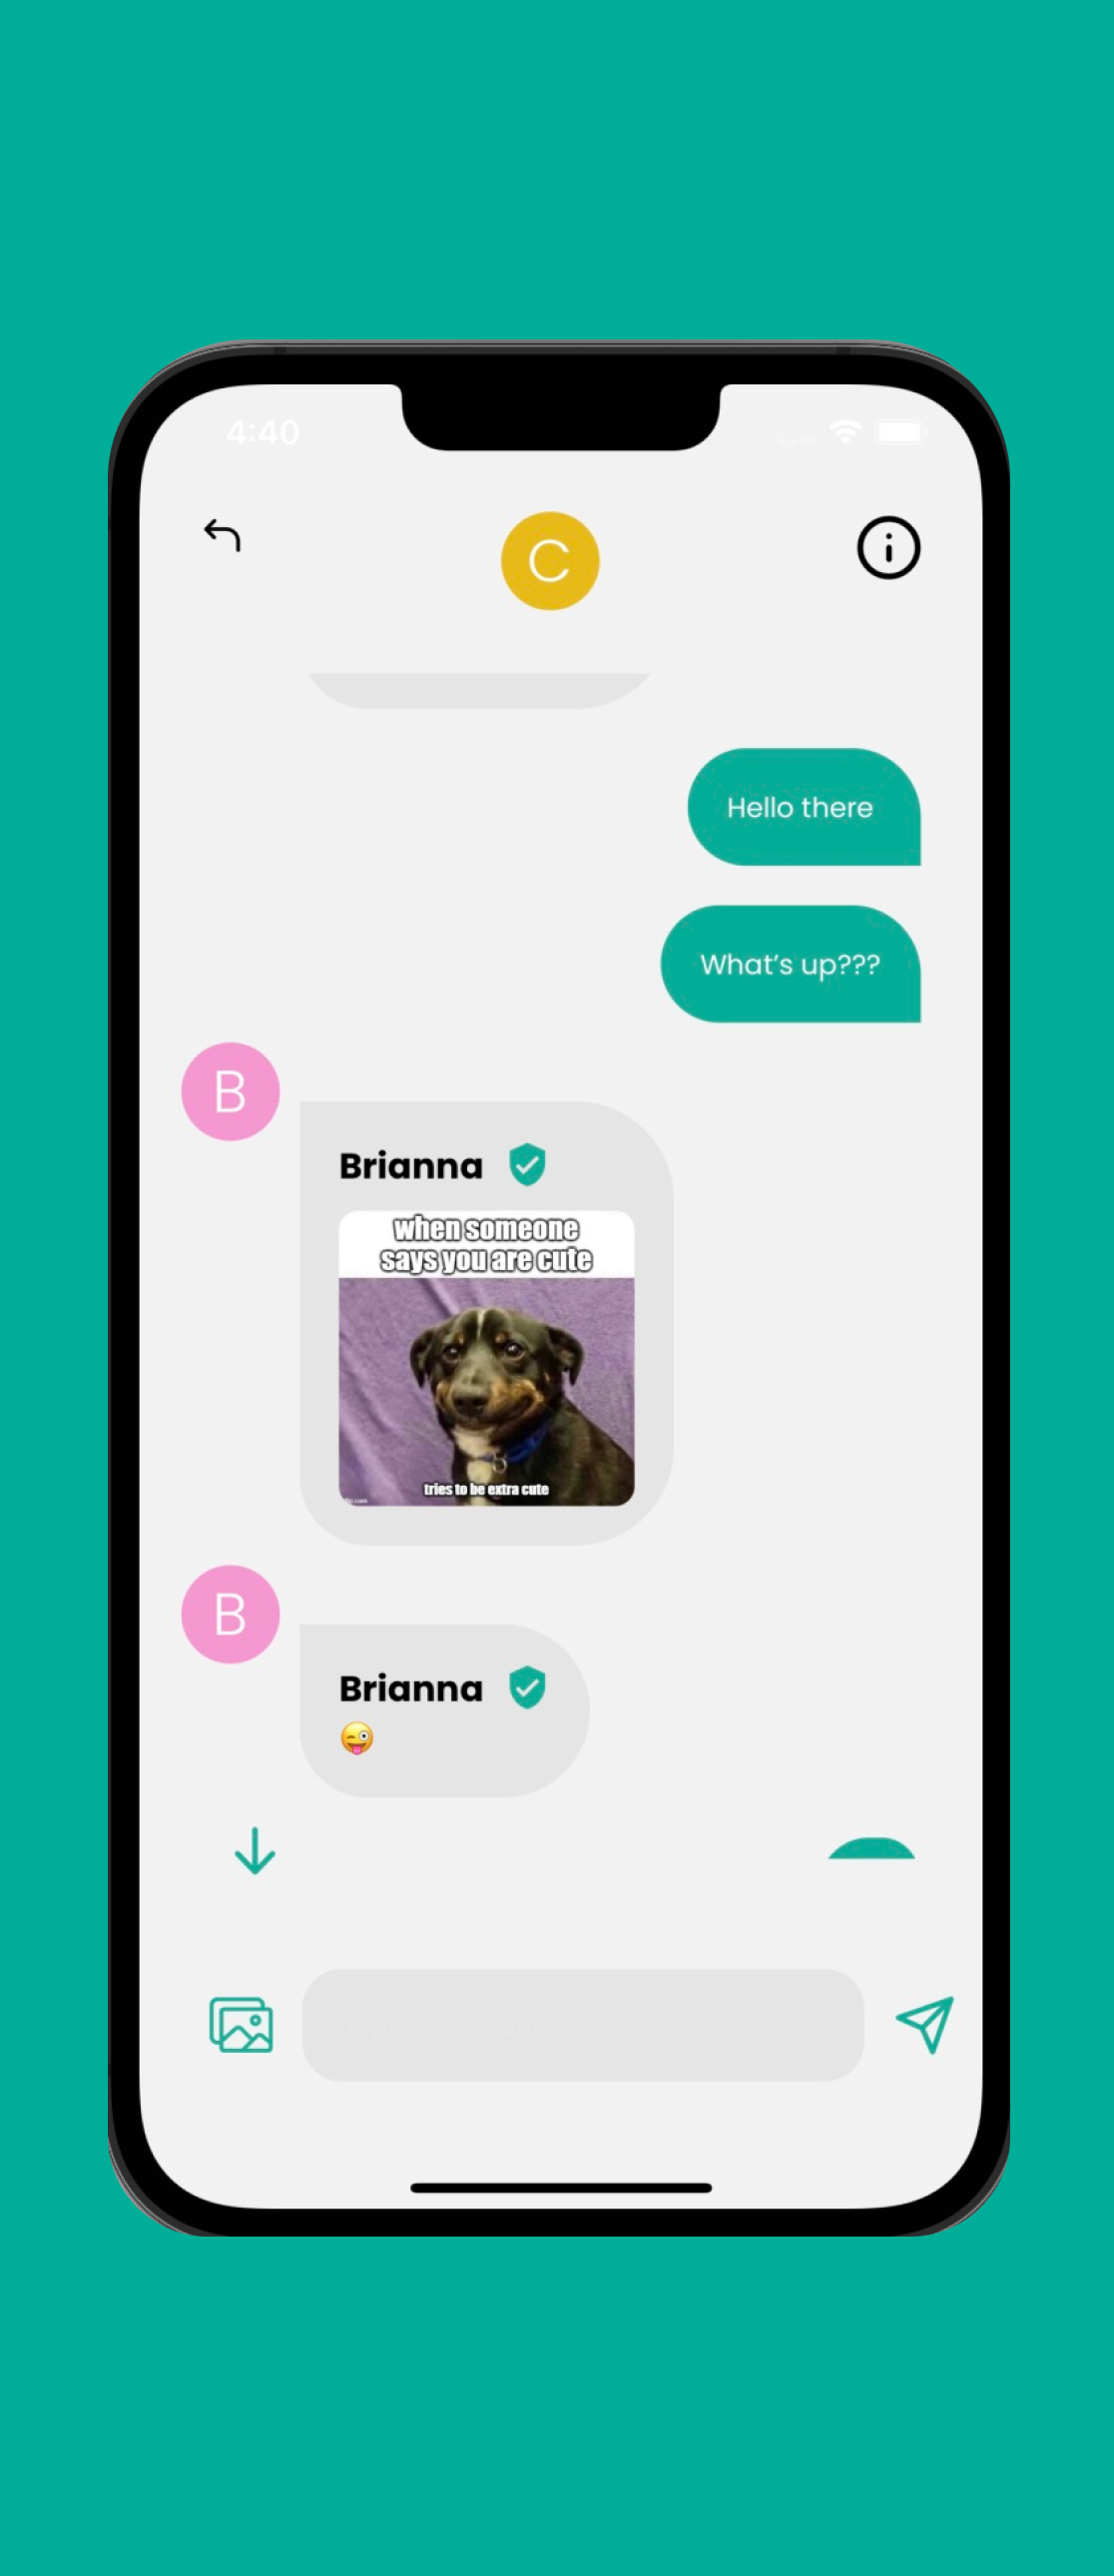 4:40
C
Hello there
What's up???
B
Brianna
when someone
says you are cute
tries to be extra cute
B
Brianna
😜